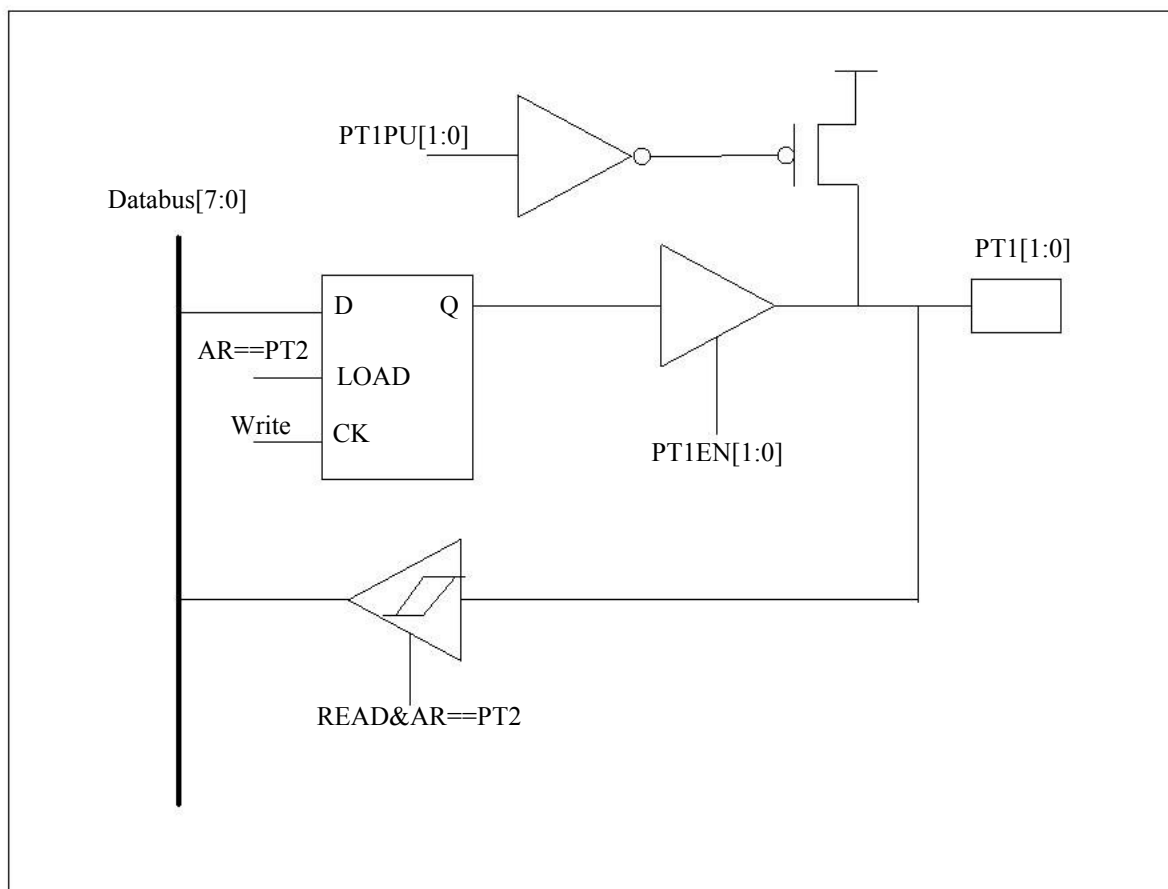 PT1PU[1:0]
Databus[7:0]
PT1[1:0]
D
Q
AR==PT2
LOAD
Write
CK
PT1EN[1:0]
READ&AR==PT2